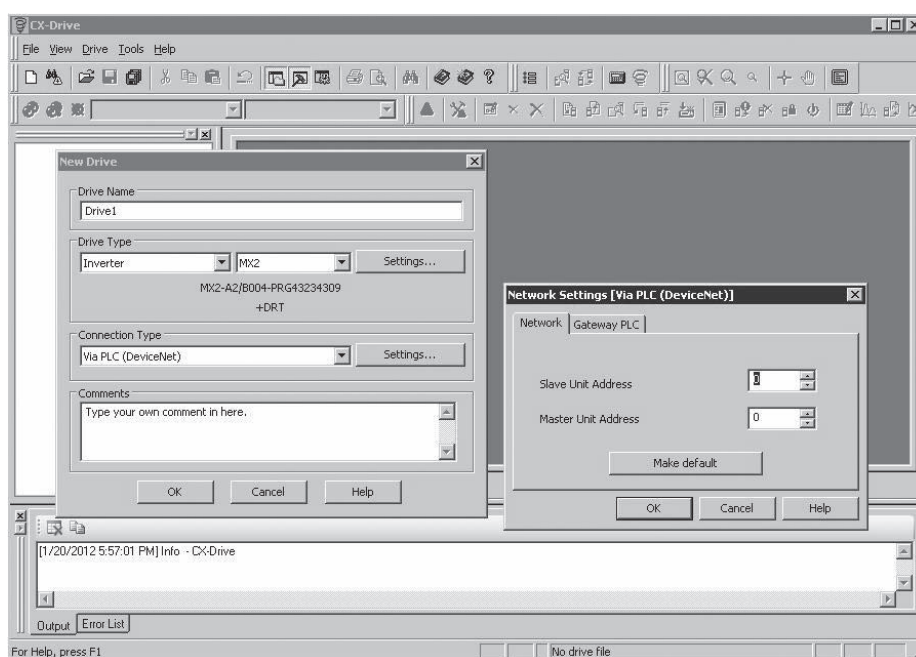 CX-Drive
File View Drive Tools Help
New Drive
Drive Name
Drive1
Drive Type
Inverter MX2 Settings...
MX2-A2/B004-PRG43234309
+DRT
Connection Type
Via PLC (DeviceNet) Settings...
Comments
Type your own comment in here.
OK Cancel Help
Network Settings [Via PLC (DeviceNet)]
Network Gateway PLC
Slave Unit Address 0
Master Unit Address 0
Make default
OK Cancel Help
[1/20/2012 5:57:01 PM] Info - CX-Drive
Output Error List
For Help, press F1 No drive file